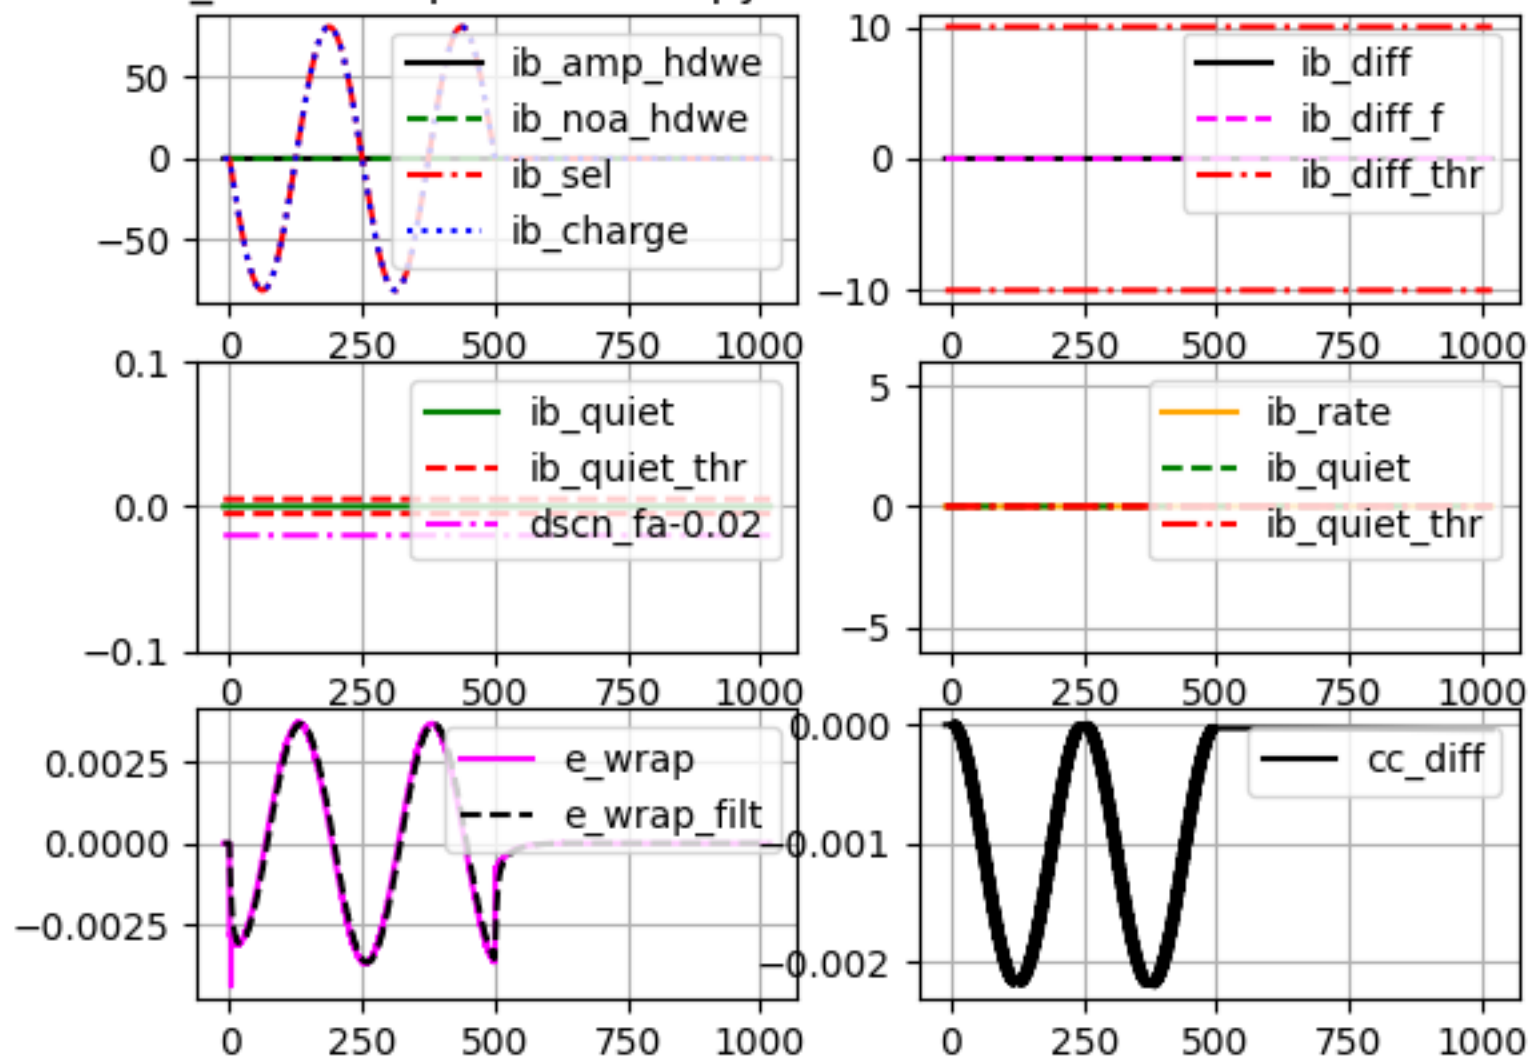 50
0
−50
ib_amp_hdwe
ib_noa_hdwe
ib_sel
ib_charge
0 250 500 750 1000
10
0
−10
ib_diff
ib_diff_f
ib_diff_thr
0 250 500 750 1000
0.1
0.0
−0.1
ib_quiet
ib_quiet_thr
dscn_fa-0.02
0 250 500 750 1000
5
0
−5
ib_rate
ib_quiet
ib_quiet_thr
0 250 500 750 1000
0.0025
0.0000
−0.0025
e_wrap
e_wrap_filt
0 250 500 750 1000
0.000
−0.001
−0.002
cc_diff
0 250 500 750 1000